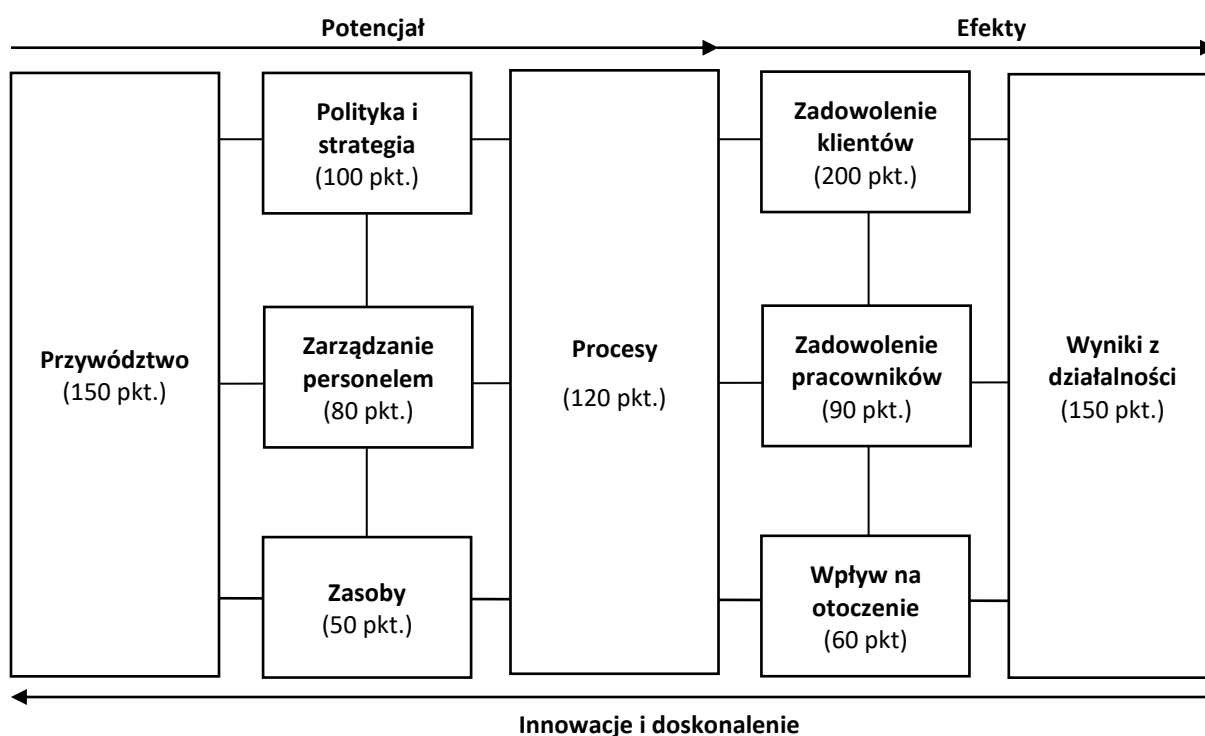 Potencjał
Efekty
Przywództwo
(150 pkt.)
Polityka i
strategia
(100 pkt.)
Zarządzanie
personelem
(80 pkt.)
Zasoby
(50 pkt.)
Procesy
(120 pkt.)
Zadowolenie
klientów
(200 pkt.)
Zadowolenie
pracowników
(90 pkt.)
Wpływ na
otoczenie
(60 pkt)
Wyniki z
działalności
(150 pkt.)
Innowacje i doskonalenie